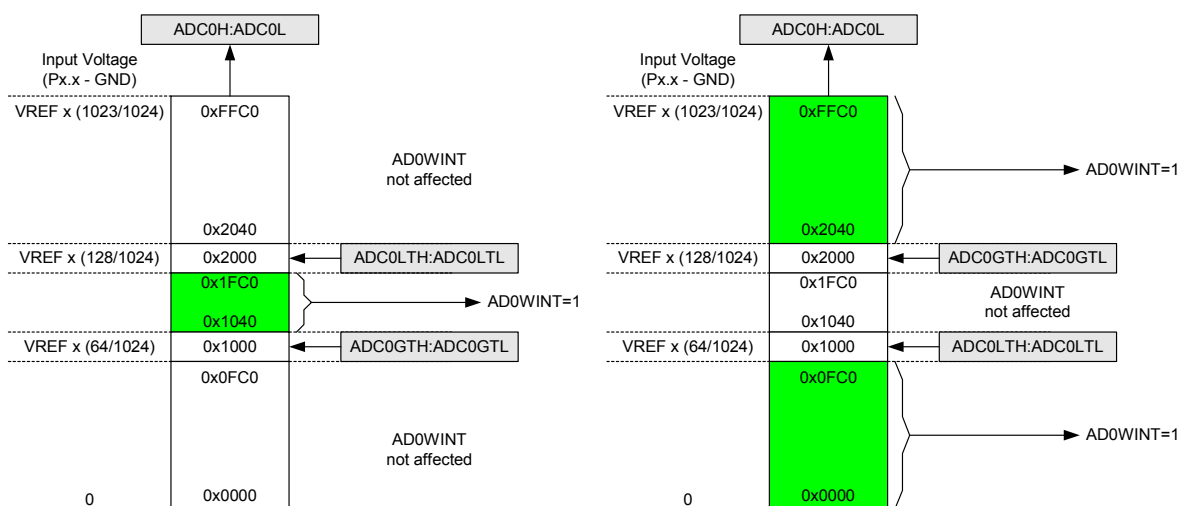 ADC0H:ADC0L
Input Voltage
(Px.x - GND)
VREF x (1023/1024)
0xFFC0
AD0WINT
not affected
0x2040
VREF x (128/1024)
0x2000
ADC0LTH:ADC0LTL
0x1FC0
AD0WINT=1
0x1040
VREF x (64/1024)
0x1000
ADC0GTH:ADC0GTL
0x0FC0
AD0WINT
not affected
0
0x0000
ADC0H:ADC0L
Input Voltage
(Px.x - GND)
VREF x (1023/1024)
0xFFC0
AD0WINT=1
0x2040
VREF x (128/1024)
0x2000
ADC0GTH:ADC0GTL
0x1FC0
AD0WINT
not affected
0x1040
VREF x (64/1024)
0x1000
ADC0LTH:ADC0LTL
0x0FC0
AD0WINT=1
0
0x0000